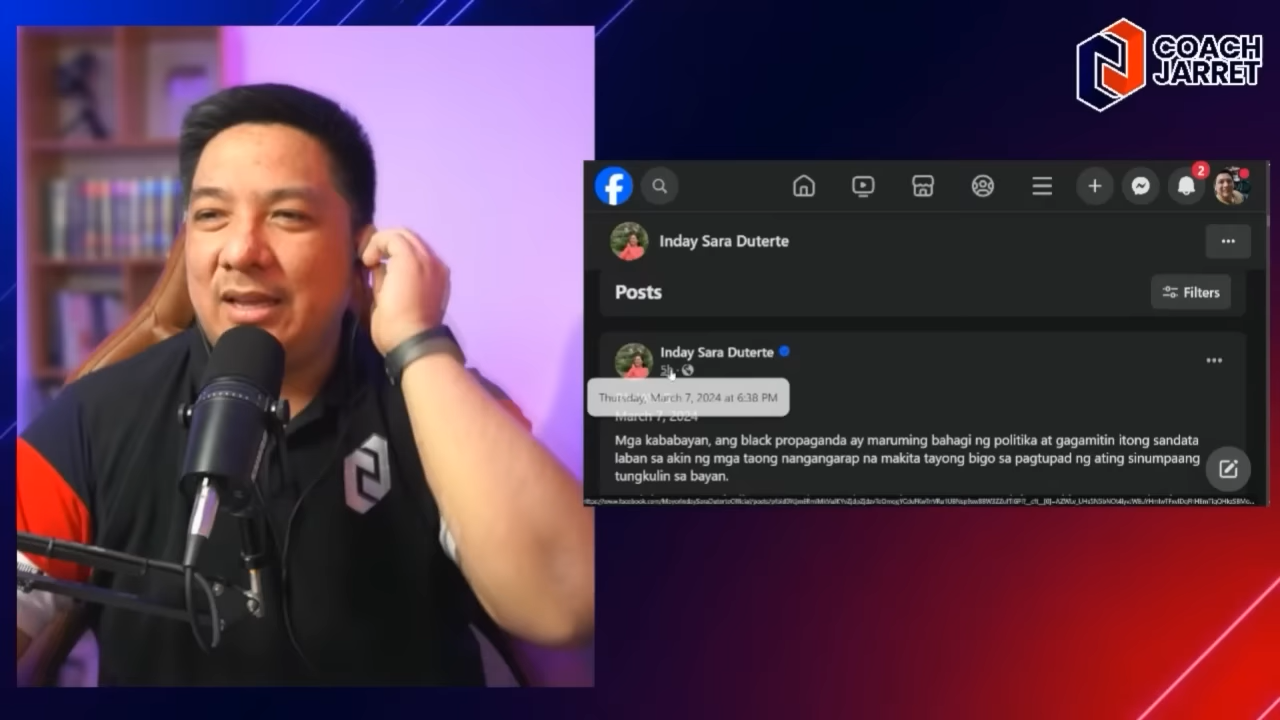 COACH
JARRET
2
Inday Sara Duterte
Posts
Filters
Inday Sara Duterte
5h
Thursday, March 7, 2024 at 6:38 PM
March 7, 2024
Mga kababayan, ang black propaganda ay maruming bahagi ng politika at gagamitin itong sandata
laban sa akin ng mga taong nangangarap na makita tayong bigo sa pagtupad ng ating sinumpaang
tungkulin sa bayan.